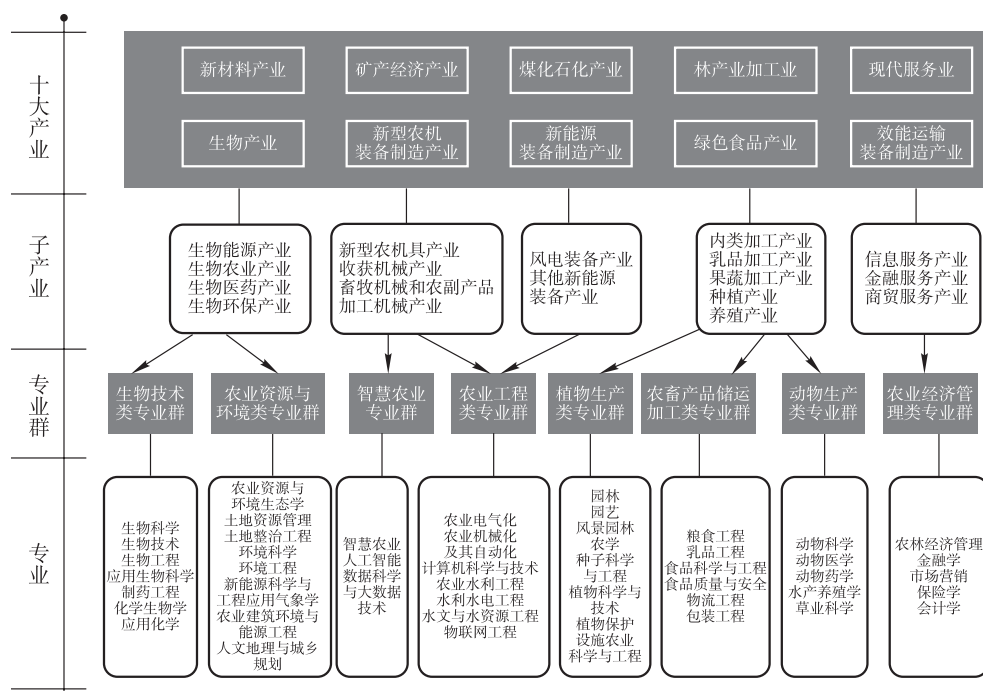 十大产业
新材料产业
矿产经济产业
煤化石化产业
林产业加工业
现代服务业
生物产业
新型农机
装备制造产业
新能源
装备制造产业
绿色食品产业
效能运输
装备制造产业
子产业
生物能源产业
生物农业产业
生物医药产业
生物环保产业
新型农机具产业
收获机械产业
畜牧机械和农副产品
加工机械产业
风电装备产业
其他新能源
装备产业
内类加工产业
乳品加工产业
果蔬加工产业
种植产业
养殖产业
信息服务产业
金融服务产业
商贸服务产业
专业群
生物技术
类专业群
农业资源与
环境类专业群
智慧农业
专业群
农业工程
类专业群
植物生产
类专业群
农畜产品储运
加工类专业群
动物生产
类专业群
农业经济管
理类专业群
专业
生物科学
生物技术
生物工程
应用生物科学
制药工程
化学生物学
应用化学
农业资源与
环境生态学
土地资源管理
土地整治工程
环境科学
环境工程
新能源科学与
工程应用气象学
农业建筑环境与
能源工程
人文地理与城乡
规划
智慧农业
人工智能
数据科学
与大数据
技术
农业电气化
农业机械化
及其自动化
计算机科学与技术
农业水利工程
水利水电工程
水文与水资源工程
物联网工程
园林
园艺
风景园林
农学
种子科学
与工程
植物科学与
技术
植物保护
设施农业
科学与工程
粮食工程
乳品工程
食品科学与工程
食品质量与安全
物流工程
包装工程
动物科学
动物医学
动物药学
水产养殖学
草业科学
农林经济管理
金融学
市场营销
保险学
会计学